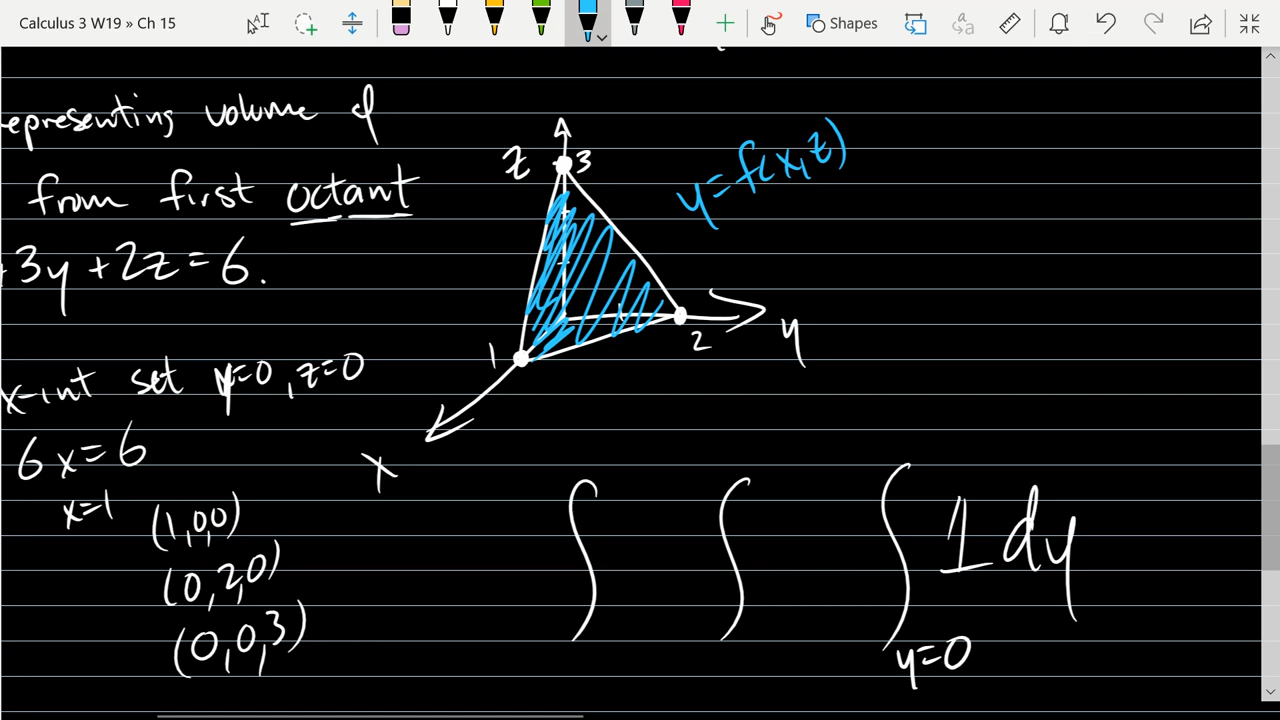 Calculus 3 W19 » Ch 15
Shapes
representing volume of
from first octant
+3y+2z=6.
x-int set y=0, z=0
6x=6
x=1
(1,0,0)
(0,2,0)
(0,0,3)
z 3
y=f(x,z)
1
2
y
x
∫ ∫ ∫ 1 dy
y=0